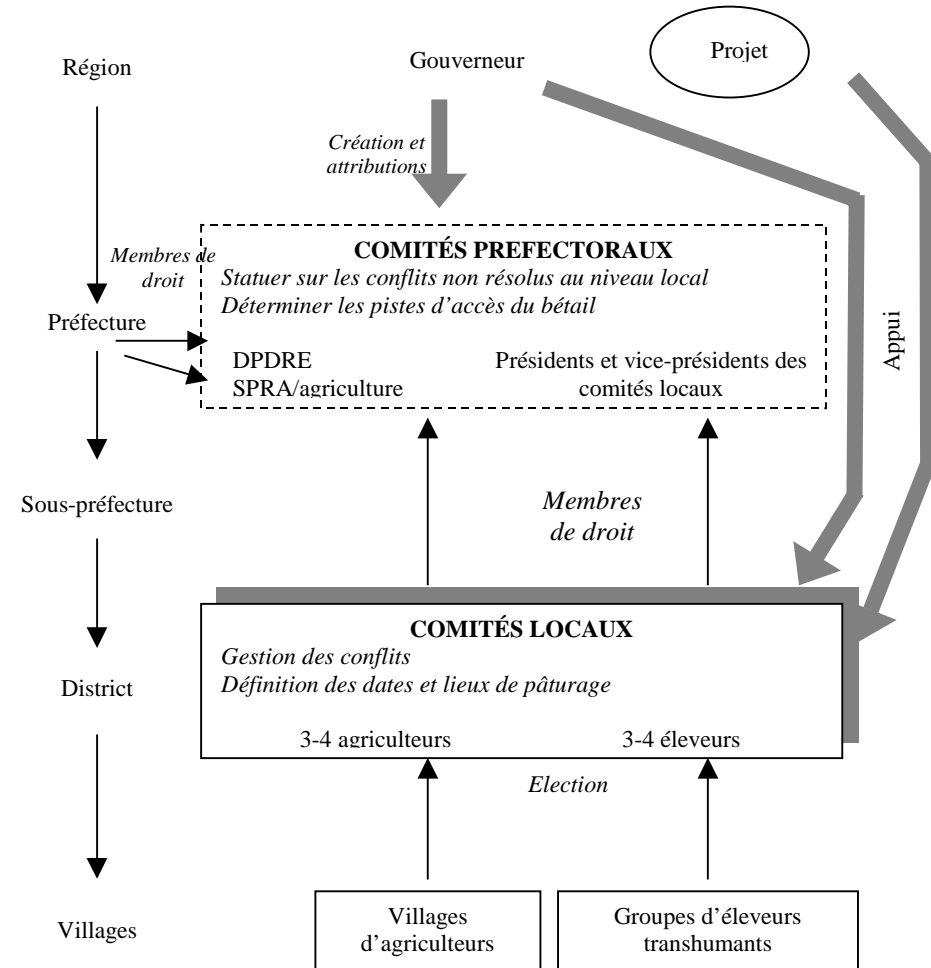 Projet
Gouverneur
Région
Création et
attributions
COMITÉS PREFECTORAUX
Membres de
droit
Statuer sur les conflits non résolus au niveau local
Déterminer les pistes d’accès du bétail
Préfecture
DPDRE
SPRA/agriculture
Présidents et vice-présidents des
comités locaux
Appui
Sous-préfecture
Membres
de droit
COMITÉS LOCAUX
Gestion des conflits
Définition des dates et lieux de pâturage
District
3-4 agriculteurs
3-4 éleveurs
Election
Villages
Villages
d’agriculteurs
Groupes d’éleveurs
transhumants